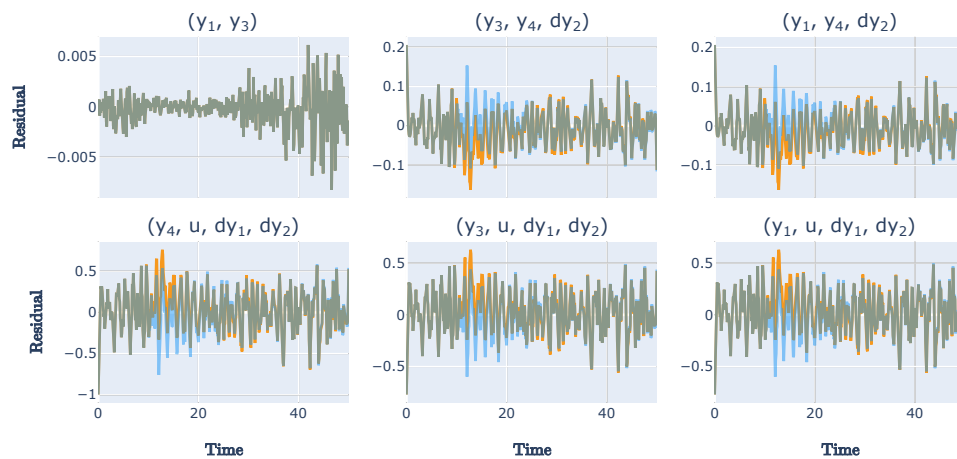 (y₁, y₃)
(y₃, y₄, dy₂)
(y₁, y₄, dy₂)
Residual
0.005
0
−0.005
0.2
0.1
0
−0.1
0.2
0.1
0
−0.1
(y₄, u, dy₁, dy₂)
(y₃, u, dy₁, dy₂)
(y₁, u, dy₁, dy₂)
Residual
0.5
0
−0.5
−1
0.5
0
−0.5
0.5
0
−0.5
0 20 40
0 20 40
0 20 40
Time
Time
Time